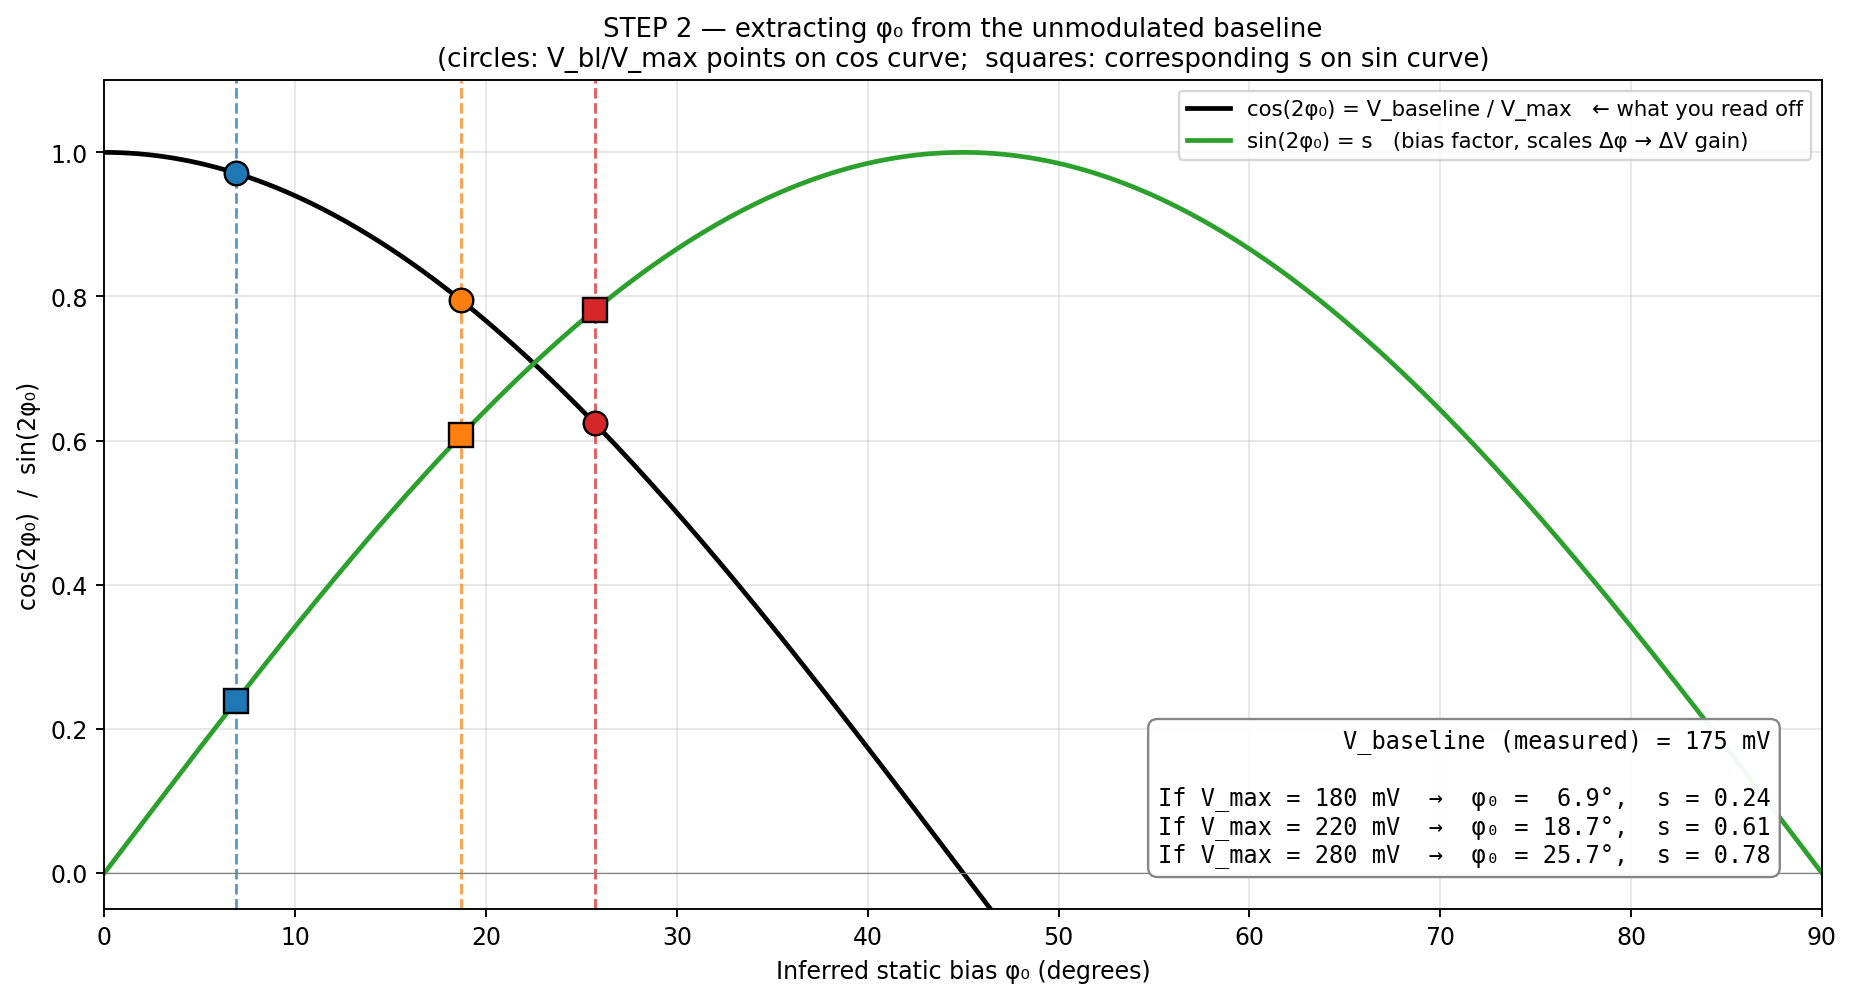 STEP 2 — extracting φ₀ from the unmodulated baseline
(circles: V_bl/V_max points on cos curve;  squares: corresponding s on sin curve)
cos(2φ₀) = V_baseline / V_max   ← what you read off
sin(2φ₀) = s   (bias factor, scales Δφ → ΔV gain)
cos(2φ₀)  /  sin(2φ₀)
1.0
0.8
0.6
0.4
0.2
0.0
V_baseline (measured) = 175 mV
If V_max = 180 mV  →  φ₀ =  6.9°,  s = 0.24
If V_max = 220 mV  →  φ₀ = 18.7°,  s = 0.61
If V_max = 280 mV  →  φ₀ = 25.7°,  s = 0.78
0 10 20 30 40 50 60 70 80 90
Inferred static bias φ₀ (degrees)